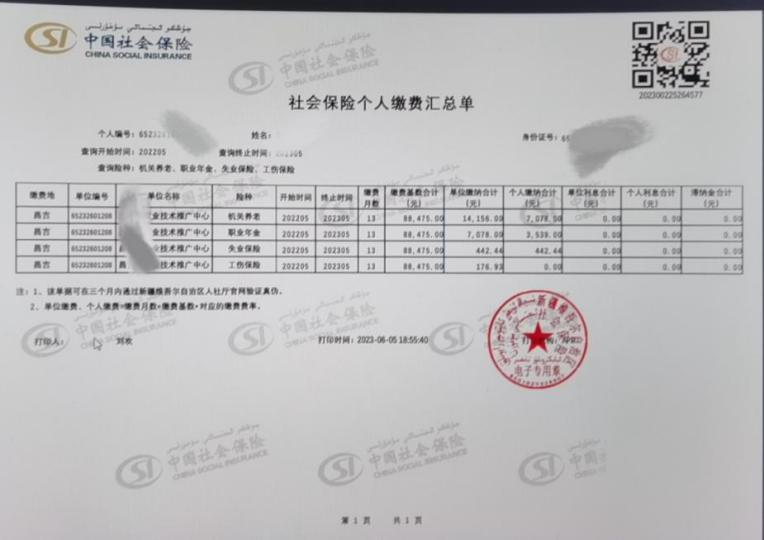 中国社会保险
CHINA SOCIAL INSURANCE
202300225264577
社会保险个人缴费汇总单
个人编号：652328 姓名： 身份证号：65
查询开始时间：202205 查询终止时间：202305
查询险种：机关养老、职业年金、失业保险、工伤保险
缴费地 单位编号 单位名称 险种 开始时间 终止时间 缴费月数 缴费基数合计(元) 单位缴纳合计(元) 个人缴纳合计(元) 单位利息合计(元) 个人利息合计(元) 滞纳金合计(元)
昌吉 65232601208 业技术推广中心 机关养老 202205 202305 13 88,475.00 14,156.00 7,078.00 0.00 0.00 0.00
昌吉 65232601208 业技术推广中心 职业年金 202205 202305 13 88,475.00 7,078.00 3,539.00 0.00 0.00 0.00
昌吉 65232601208 业技术推广中心 失业保险 202205 202305 13 88,475.00 442.44 442.44 0.00 0.00 0.00
昌吉 65232601208 技术推广中心 工伤保险 202205 202305 13 88,475.00 176.93 0.00 0.00 0.00 0.00
注：1、该单据可在三个月内通过新疆维吾尔自治区人社厅官网验证真伪。
2、单位缴费、个人缴费=缴费月数*缴费基数*对应的缴费费率。
打印人： 刘欢 打印时间：2023-06-05 18:55:40
电子专用章
第 1 页 共 1 页